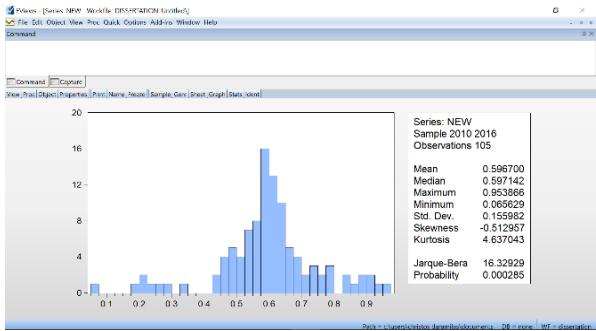 EViews - [Series: NEW Workfile: DISSERTATION::Untitled\]
File Edit Object View Proc Quick Options Add-ins Window Help
Command
Command Capture
View Proc Object Properties Print Name Freeze Sample Genr Sheet Graph Stats Ident
20
16
12
8
4
0
0.1 0.2 0.3 0.4 0.5 0.6 0.7 0.8 0.9
Series: NEW
Sample 2010 2016
Observations 105
Mean 0.596700
Median 0.597142
Maximum 0.953866
Minimum 0.065629
Std. Dev. 0.155982
Skewness -0.512957
Kurtosis 4.637043
Jarque-Bera 16.32929
Probability 0.000285
Path = c:\users\christos daramilas\documents DB = none WF = dissertation